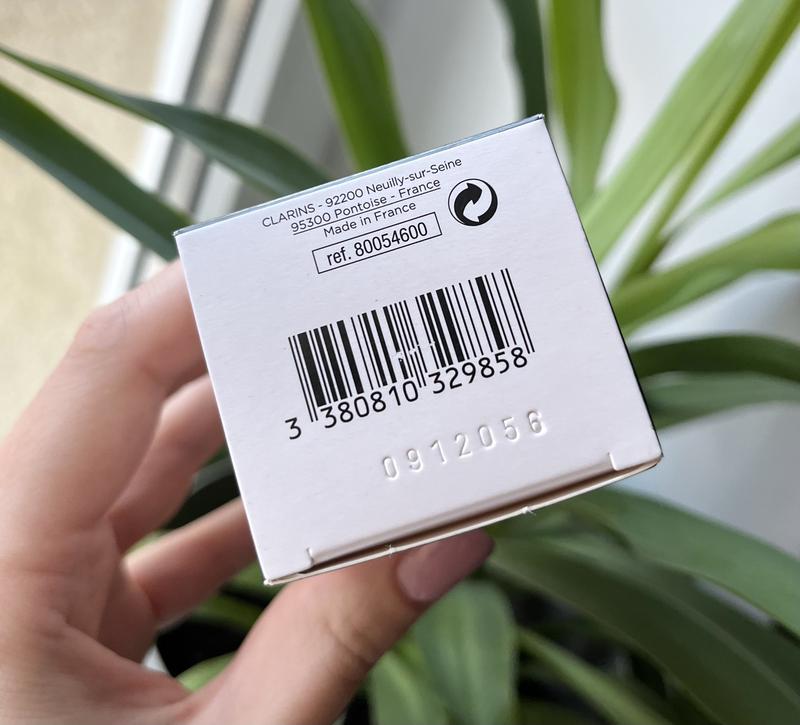 CLARINS - 92200 Neuilly-sur-Seine
95300 Pontoise - France
Made in France
ref. 80054600
3 380810 329858
0912056